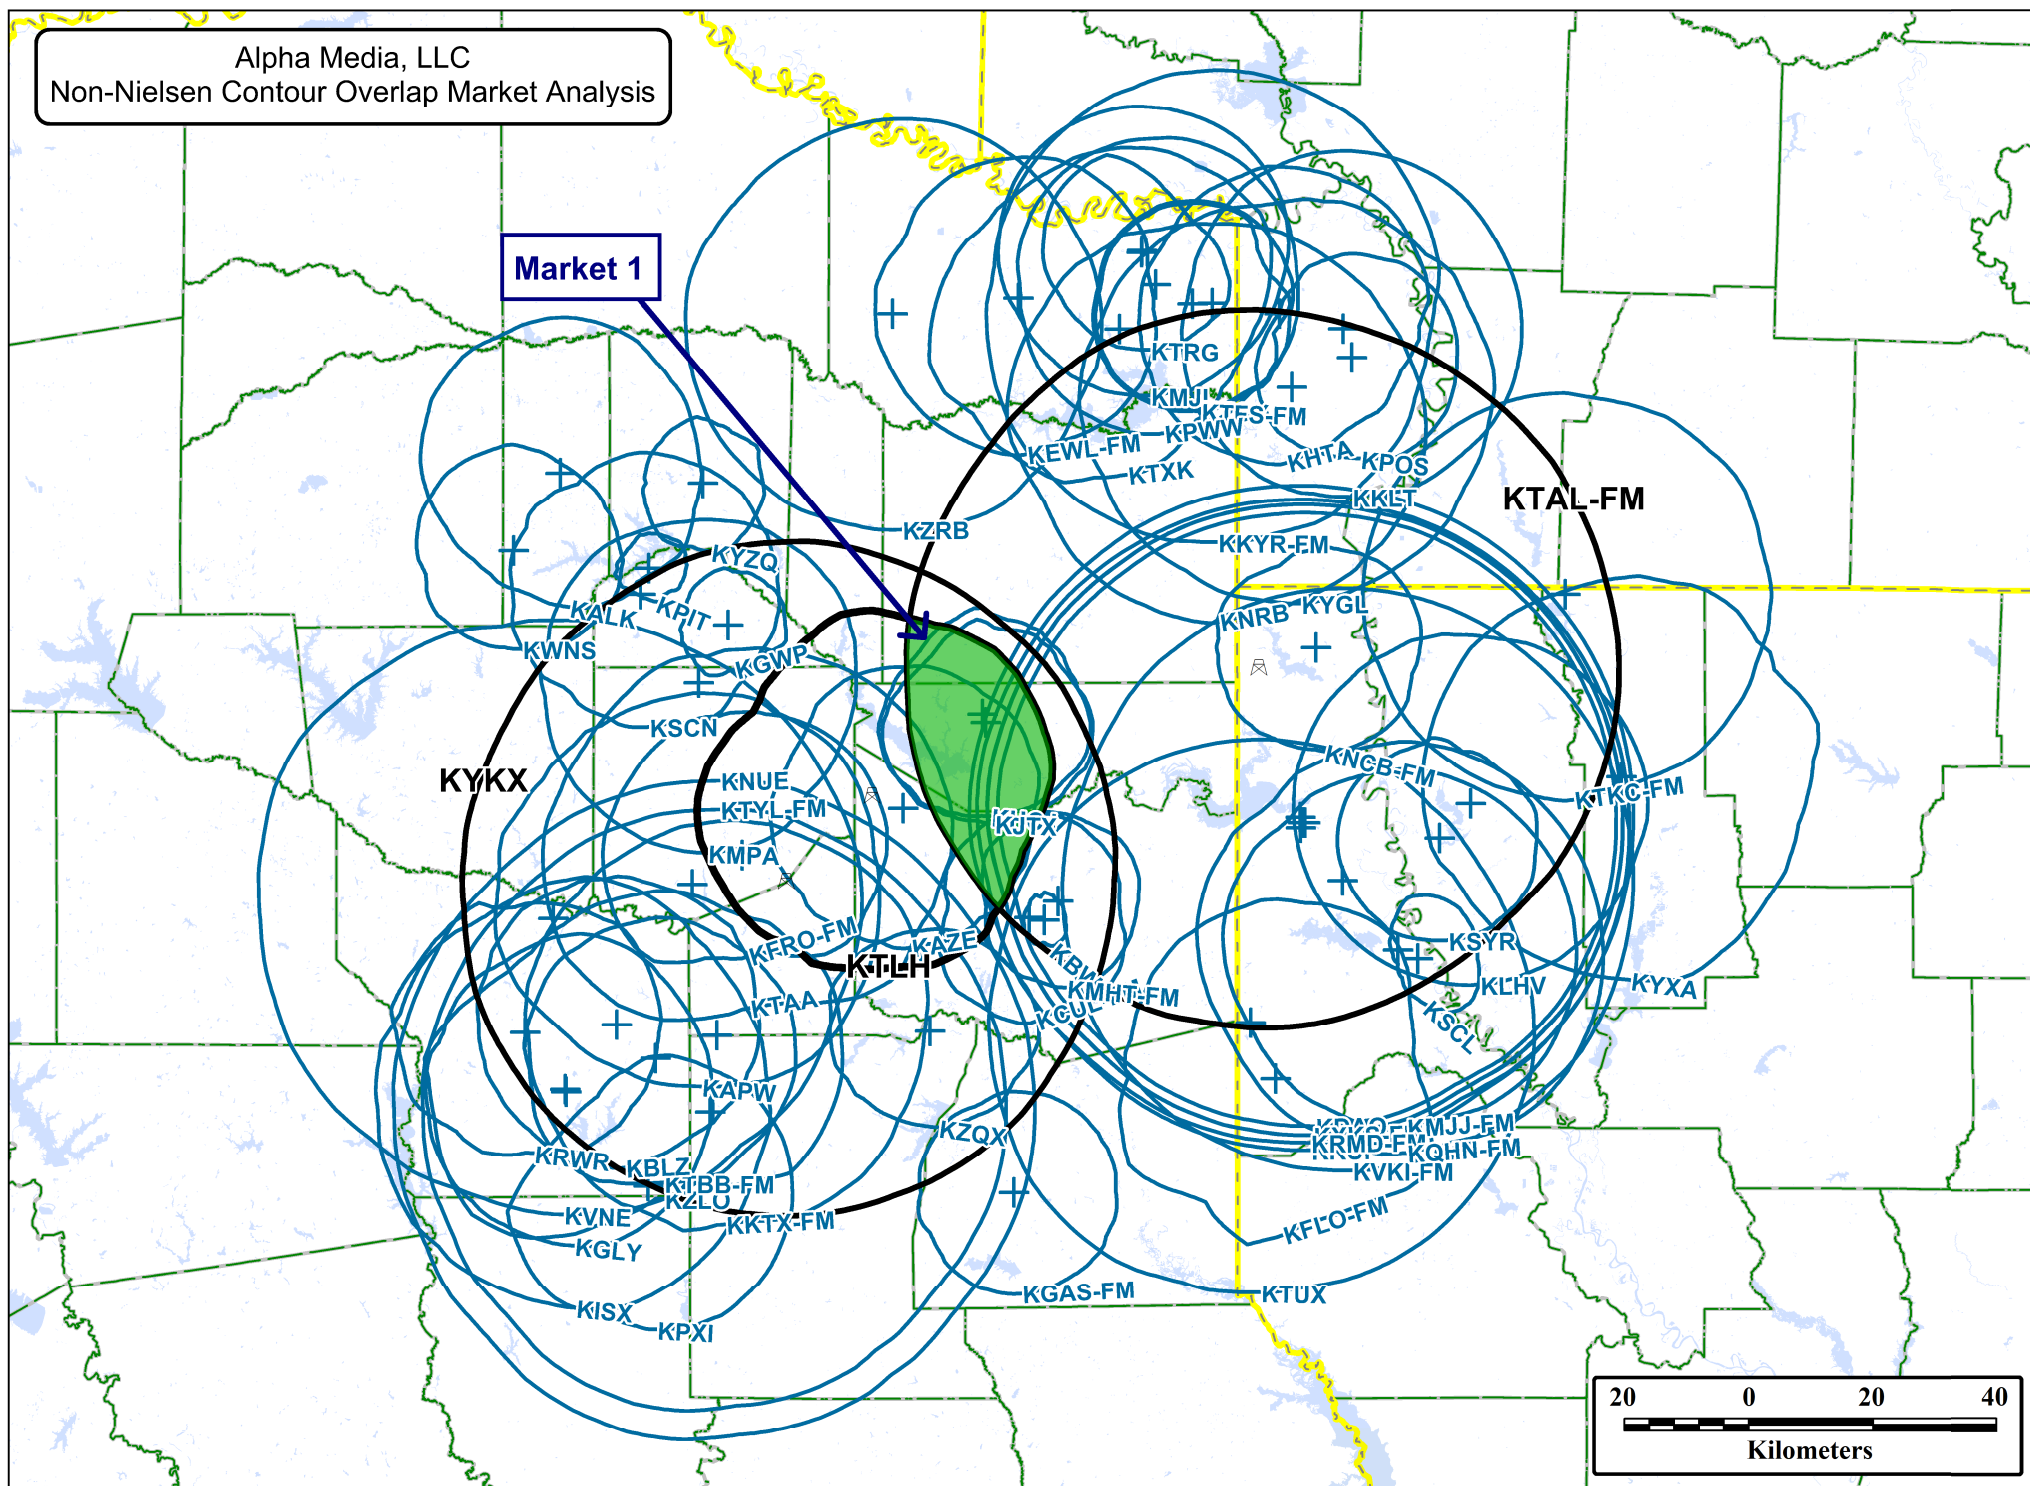 Alpha Media, LLC
Non-Nielsen Contour Overlap Market Analysis
Market 1
KTRG
KMJI
KTFS-FM
KPWW
KEWL-FM
KTXK
KHTA
KPOS
KKLT
KTAL-FM
KZRB
KKYR-FM
KYZQ
KPIT
KALK
KWNS
KGWP
KNRB
KYGL
KSCN
KYKX
KNUE
KTYL-FM
KMPA
KJTX
KNCB-FM
KTKC-FM
KFRO-FM
KAZE
KTLH
KSYR
KLHV
KYXA
KMHT-FM
KTAA
KSCL
KAPW
KZQX
KMJJ-FM
KRMD-FM
KQHN-FM
KVKI-FM
KRWR
KBLZ
KTBB-FM
KZLO
KVNE
KKTX-FM
KGLY
KFLO-FM
KISX
KPXI
KGAS-FM
KTUX
20 0 20 40
Kilometers